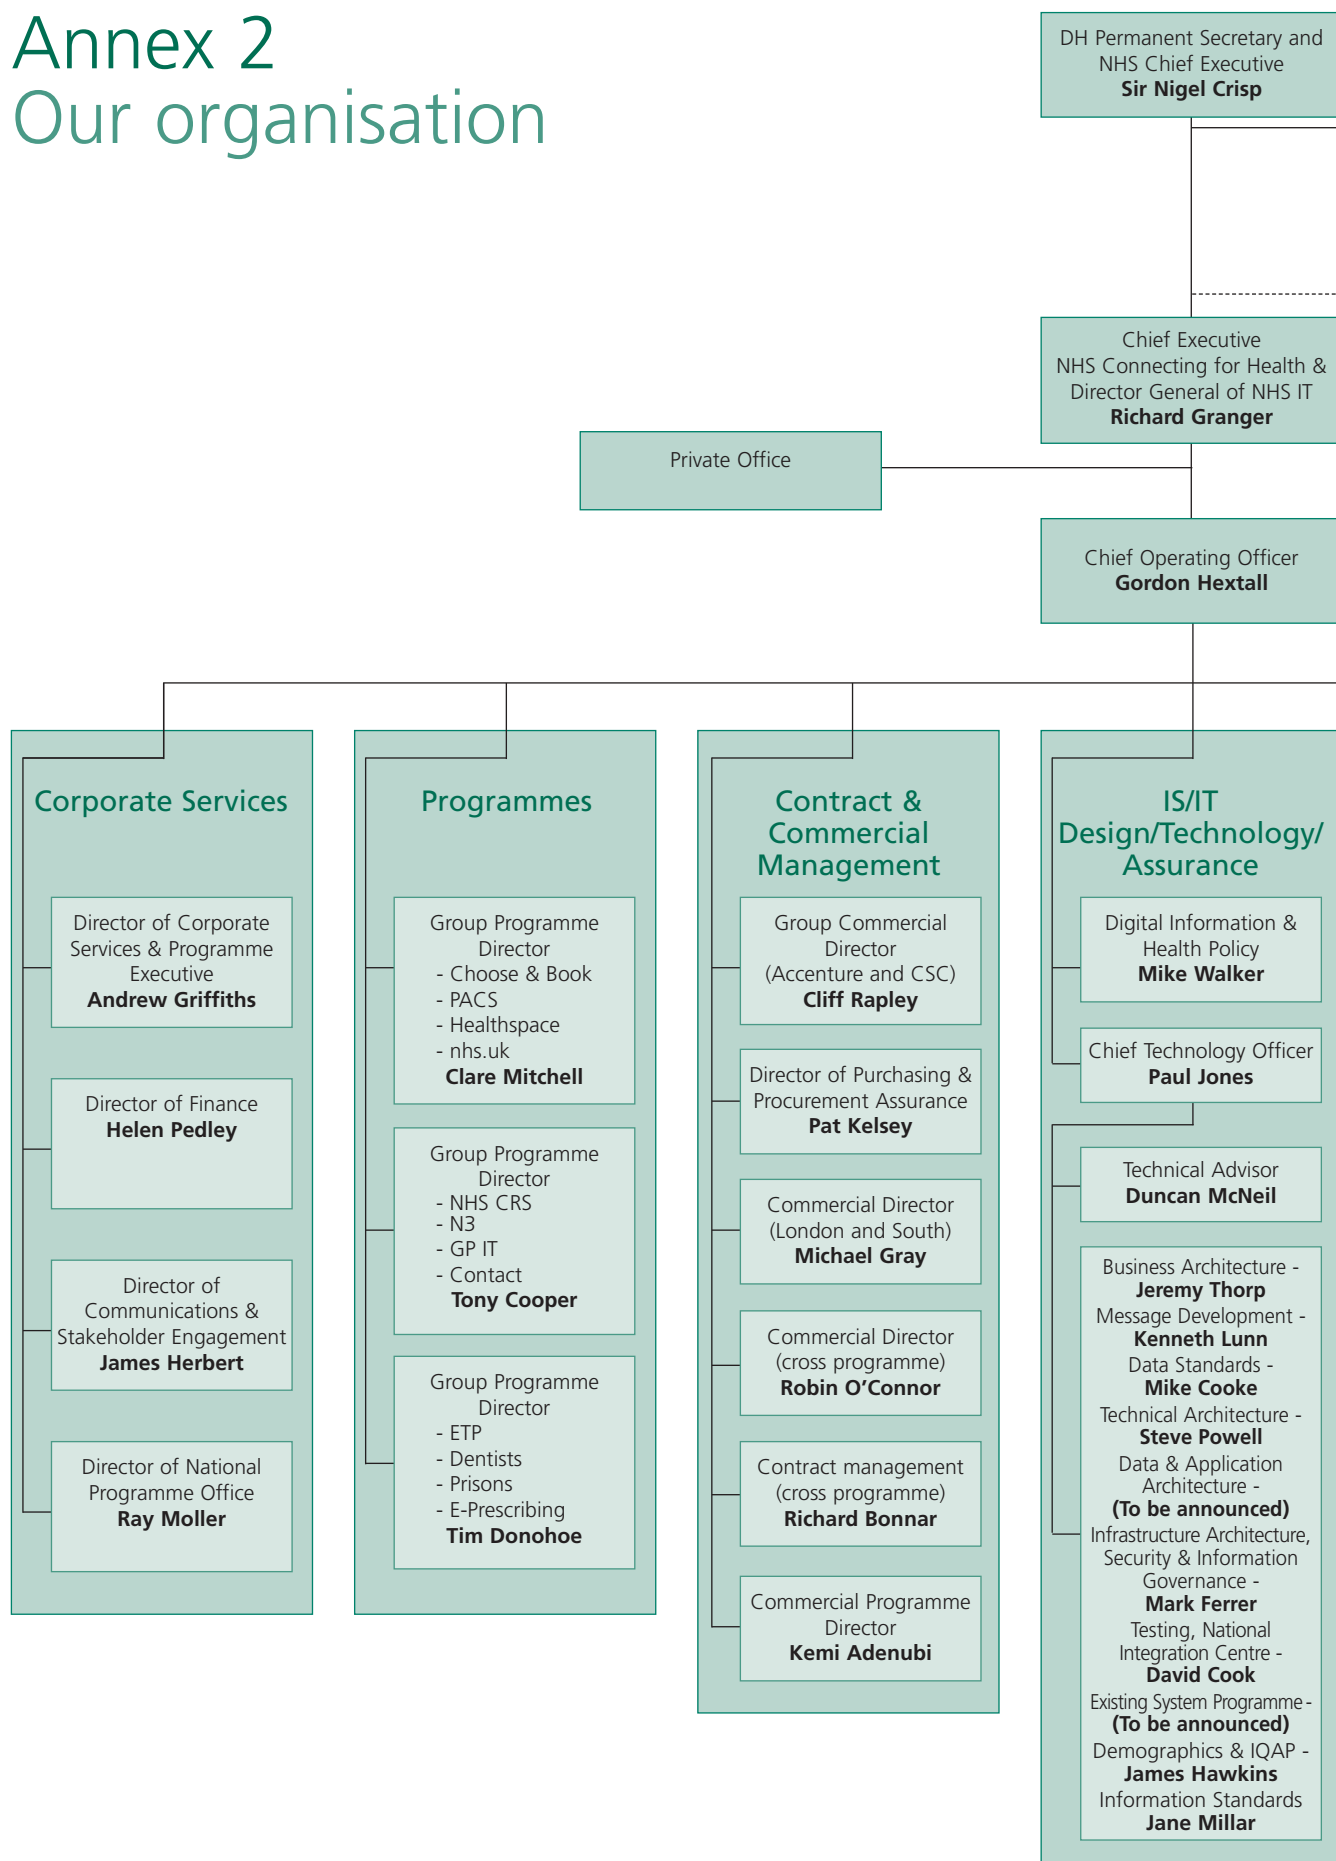 Annex 2
Our organisation
DH Permanent Secretary and
NHS Chief Executive
Sir Nigel Crisp
Chief Executive
NHS Connecting for Health &
Director General of NHS IT
Richard Granger
Private Office
Chief Operating Officer
Gordon Hextall
Corporate Services
Director of Corporate
Services & Programme
Executive
Andrew Griffiths
Director of Finance
Helen Pedley
Director of
Communications &
Stakeholder Engagement
James Herbert
Director of National
Programme Office
Ray Moller
Programmes
Group Programme
Director
- Choose & Book
- PACS
- Healthspace
- nhs.uk
Clare Mitchell
Group Programme
Director
- NHS CRS
- N3
- GP IT
- Contact
Tony Cooper
Group Programme
Director
- ETP
- Dentists
- Prisons
- E-Prescribing
Tim Donohoe
Contract &
Commercial
Management
Group Commercial
Director
(Accenture and CSC)
Cliff Rapley
Director of Purchasing &
Procurement Assurance
Pat Kelsey
Commercial Director
(London and South)
Michael Gray
Commercial Director
(cross programme)
Robin O’Connor
Contract management
(cross programme)
Richard Bonnar
Commercial Programme
Director
Kemi Adenubi
IS/IT
Design/Technology/
Assurance
Digital Information &
Health Policy
Mike Walker
Chief Technology Officer
Paul Jones
Technical Advisor
Duncan McNeil
Business Architecture -
Jeremy Thorp
Message Development -
Kenneth Lunn
Data Standards -
Mike Cooke
Technical Architecture -
Steve Powell
Data & Application
Architecture -
(To be announced)
Infrastructure Architecture,
Security & Information
Governance -
Mark Ferrer
Testing, National
Integration Centre -
David Cook
Existing System Programme -
(To be announced)
Demographics & IQAP -
James Hawkins
Information Standards
Jane Millar